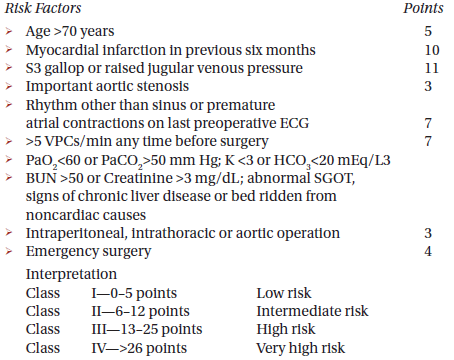 Risk Factors Points
➢ Age >70 years 5
➢ Myocardial infarction in previous six months 10
➢ S3 gallop or raised jugular venous pressure 11
➢ Important aortic stenosis 3
➢ Rhythm other than sinus or premature
atrial contractions on last preoperative ECG 7
➢ >5 VPCs/min any time before surgery 7
➢ PaO₂<60 or PaCO₂>50 mm Hg; K <3 or HCO₃<20 mEq/L3
➢ BUN >50 or Creatinine >3 mg/dL; abnormal SGOT,
signs of chronic liver disease or bed ridden from
noncardiac causes
➢ Intraperitoneal, intrathoracic or aortic operation 3
➢ Emergency surgery 4
Interpretation
Class I—0–5 points Low risk
Class II—6–12 points Intermediate risk
Class III—13–25 points High risk
Class IV—>26 points Very high risk